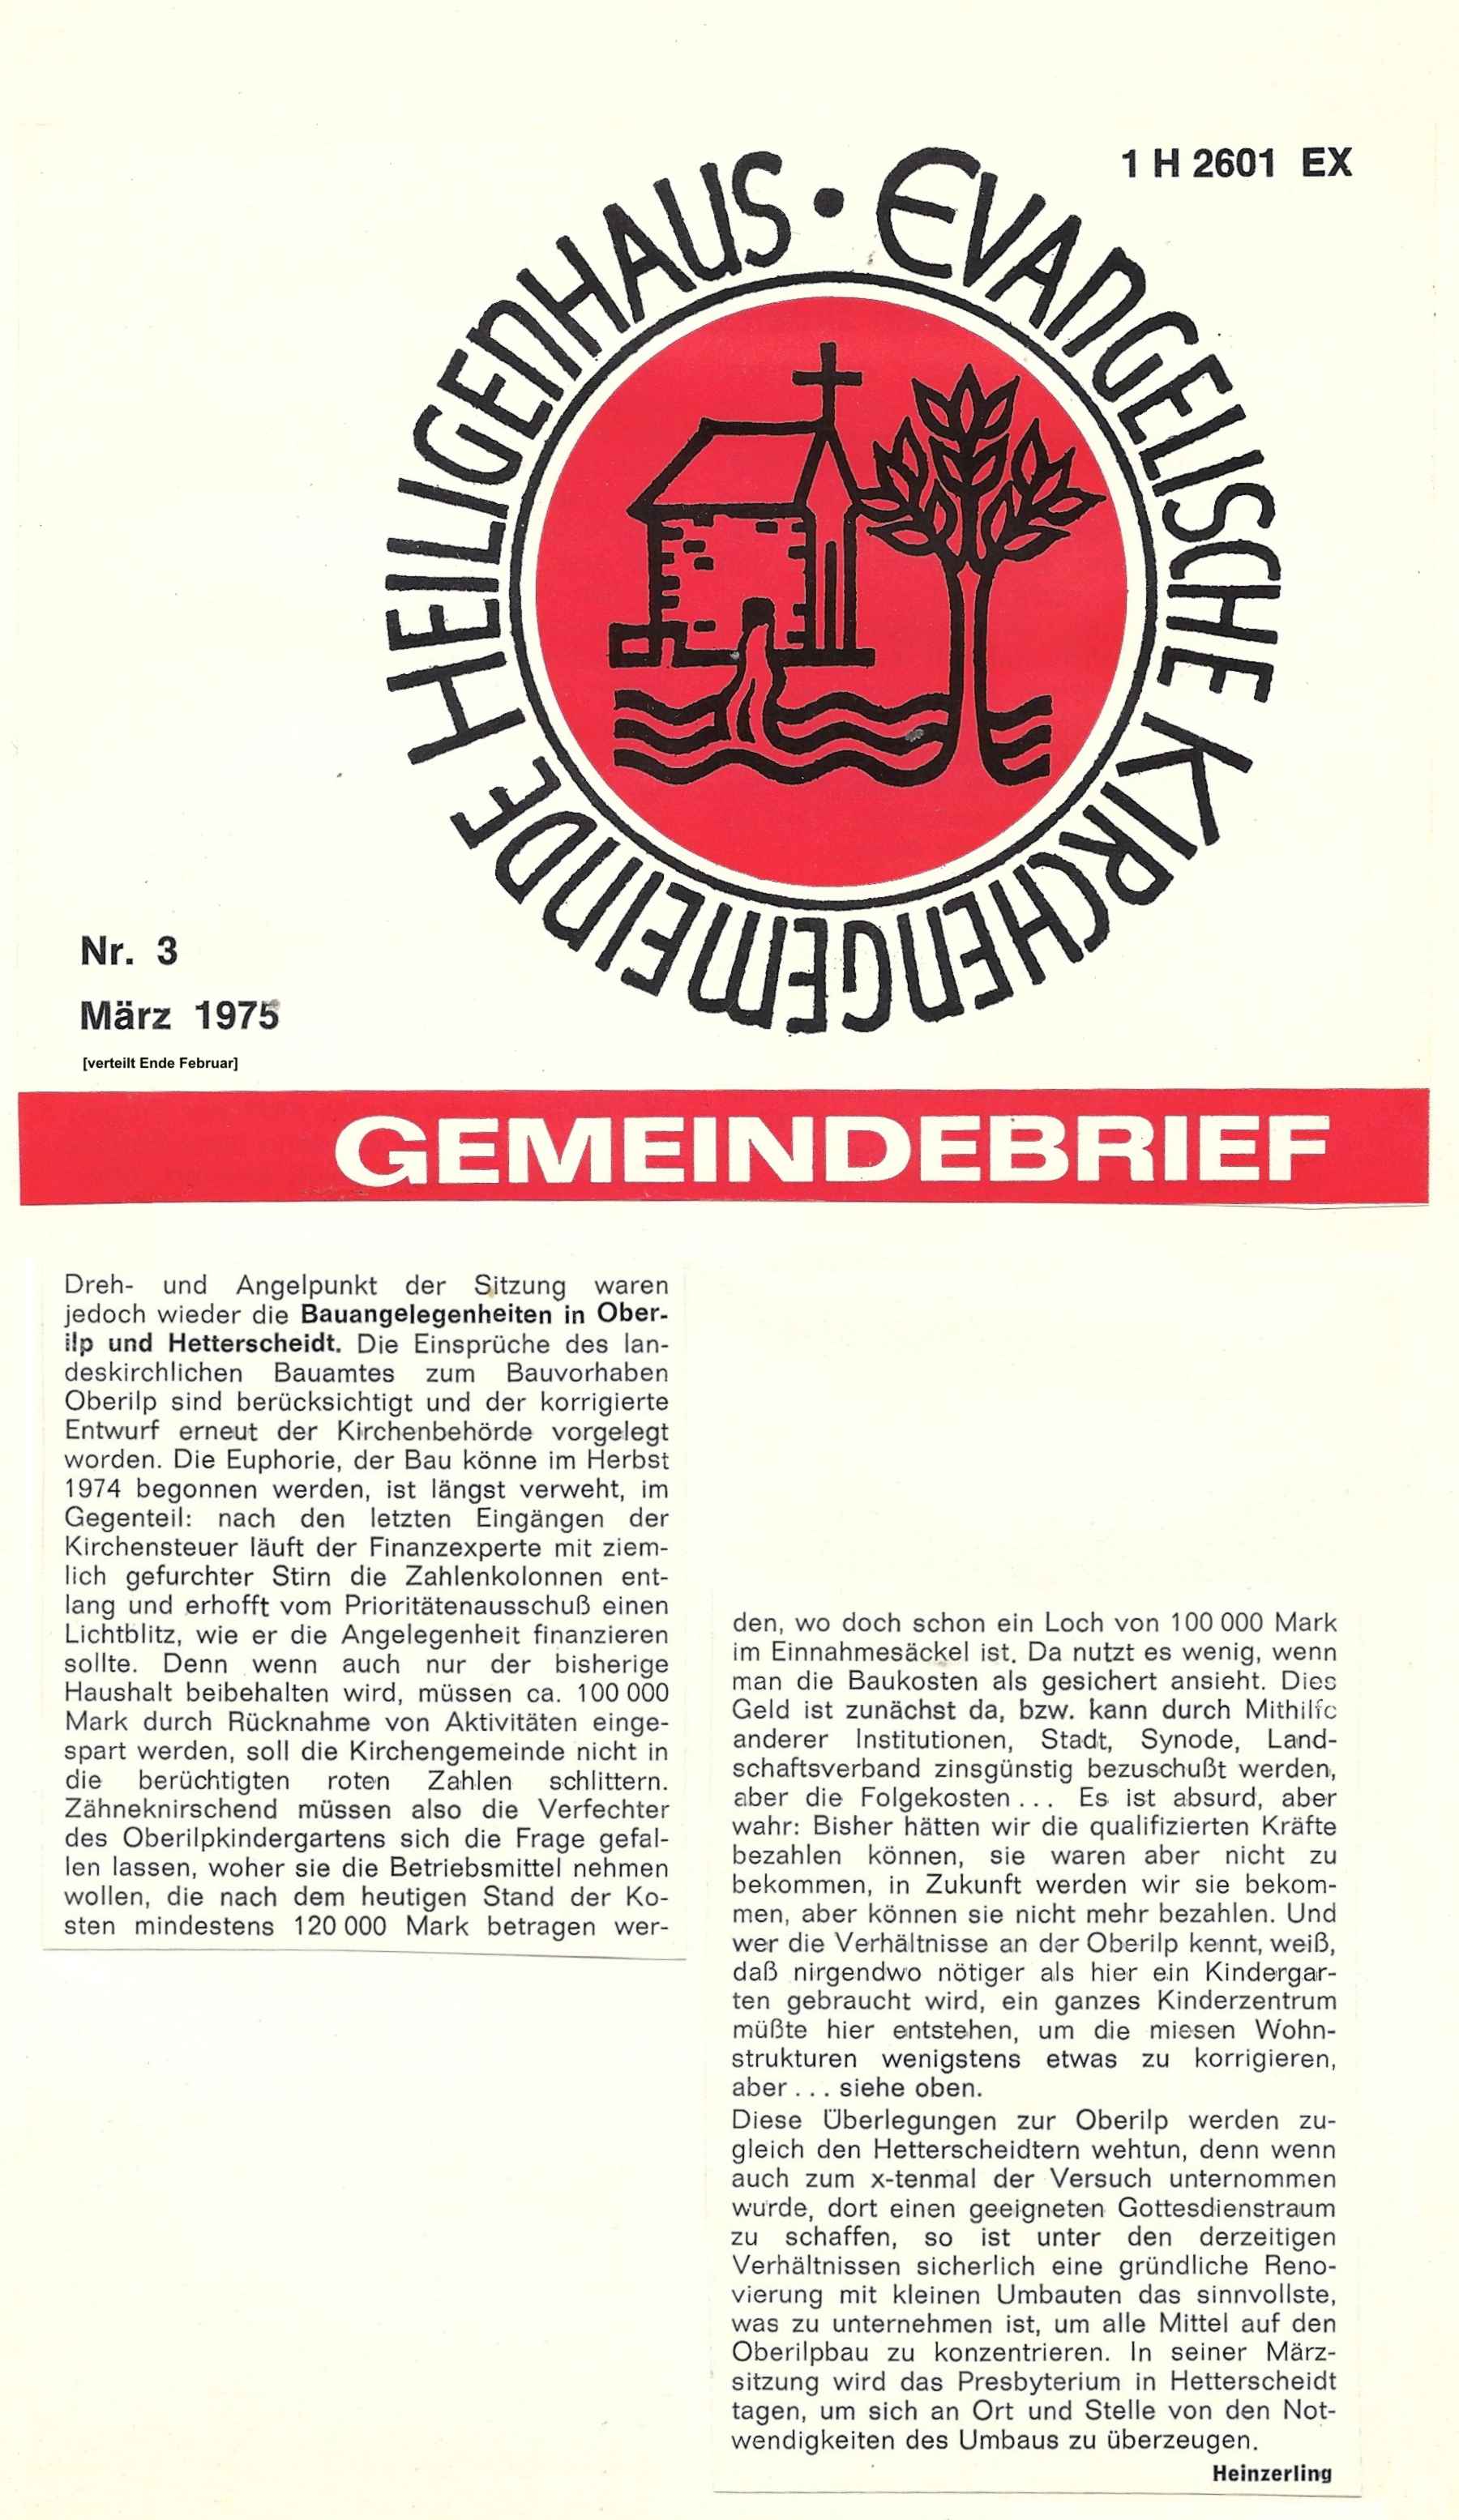 1 H 2601 EX
EVANGELISCHE KIRCHENGEMEINDE HEILIGENHAUS •
Nr. 3
März 1975
[verteilt Ende Februar]
GEMEINDEBRIEF
Dreh- und Angelpunkt der Sitzung waren
jedoch wieder die Bauangelegenheiten in Ober-
ilp und Hetterscheidt. Die Einsprüche des lan-
deskirchlichen Bauamtes zum Bauvorhaben
Oberilp sind berücksichtigt und der korrigierte
Entwurf erneut der Kirchenbehörde vorgelegt
worden. Die Euphorie, der Bau könne im Herbst
1974 begonnen werden, ist längst verweht, im
Gegenteil: nach den letzten Eingängen der
Kirchensteuer läuft der Finanzexperte mit ziem-
lich gefurchter Stirn die Zahlenkolonnen ent-
lang und erhofft vom Prioritätenausschuß einen
Lichtblitz, wie er die Angelegenheit finanzieren
sollte. Denn wenn auch nur der bisherige
Haushalt beibehalten wird, müssen ca. 100 000
Mark durch Rücknahme von Aktivitäten einge-
spart werden, soll die Kirchengemeinde nicht in
die berüchtigten roten Zahlen schlittern.
Zähneknirschend müssen also die Verfechter
des Oberilpkindergartens sich die Frage gefal-
len lassen, woher sie die Betriebsmittel nehmen
wollen, die nach dem heutigen Stand der Ko-
sten mindestens 120 000 Mark betragen wer-
den, wo doch schon ein Loch von 100 000 Mark
im Einnahmesäckel ist. Da nutzt es wenig, wenn
man die Baukosten als gesichert ansieht. Dies
Geld ist zunächst da, bzw. kann durch Mithilfe
anderer Institutionen, Stadt, Synode, Land-
schaftsverband zinsgünstig bezuschußt werden,
aber die Folgekosten ... Es ist absurd, aber
wahr: Bisher hätten wir die qualifizierten Kräfte
bezahlen können, sie waren aber nicht zu
bekommen, in Zukunft werden wir sie bekom-
men, aber können sie nicht mehr bezahlen. Und
wer die Verhältnisse an der Oberilp kennt, weiß,
daß nirgendwo nötiger als hier ein Kindergar-
ten gebraucht wird, ein ganzes Kinderzentrum
müßte hier entstehen, um die miesen Wohn-
strukturen wenigstens etwas zu korrigieren,
aber ... siehe oben.
Diese Überlegungen zur Oberilp werden zu-
gleich den Hetterscheidtern wehtun, denn wenn
auch zum x-tenmal der Versuch unternommen
wurde, dort einen geeigneten Gottesdienstraum
zu schaffen, so ist unter den derzeitigen
Verhältnissen sicherlich eine gründliche Reno-
vierung mit kleinen Umbauten das sinnvollste,
was zu unternehmen ist, um alle Mittel auf den
Oberilpbau zu konzentrieren. In seiner März-
sitzung wird das Presbyterium in Hetterscheidt
tagen, um sich an Ort und Stelle von den Not-
wendigkeiten des Umbaus zu überzeugen.
Heinzerling